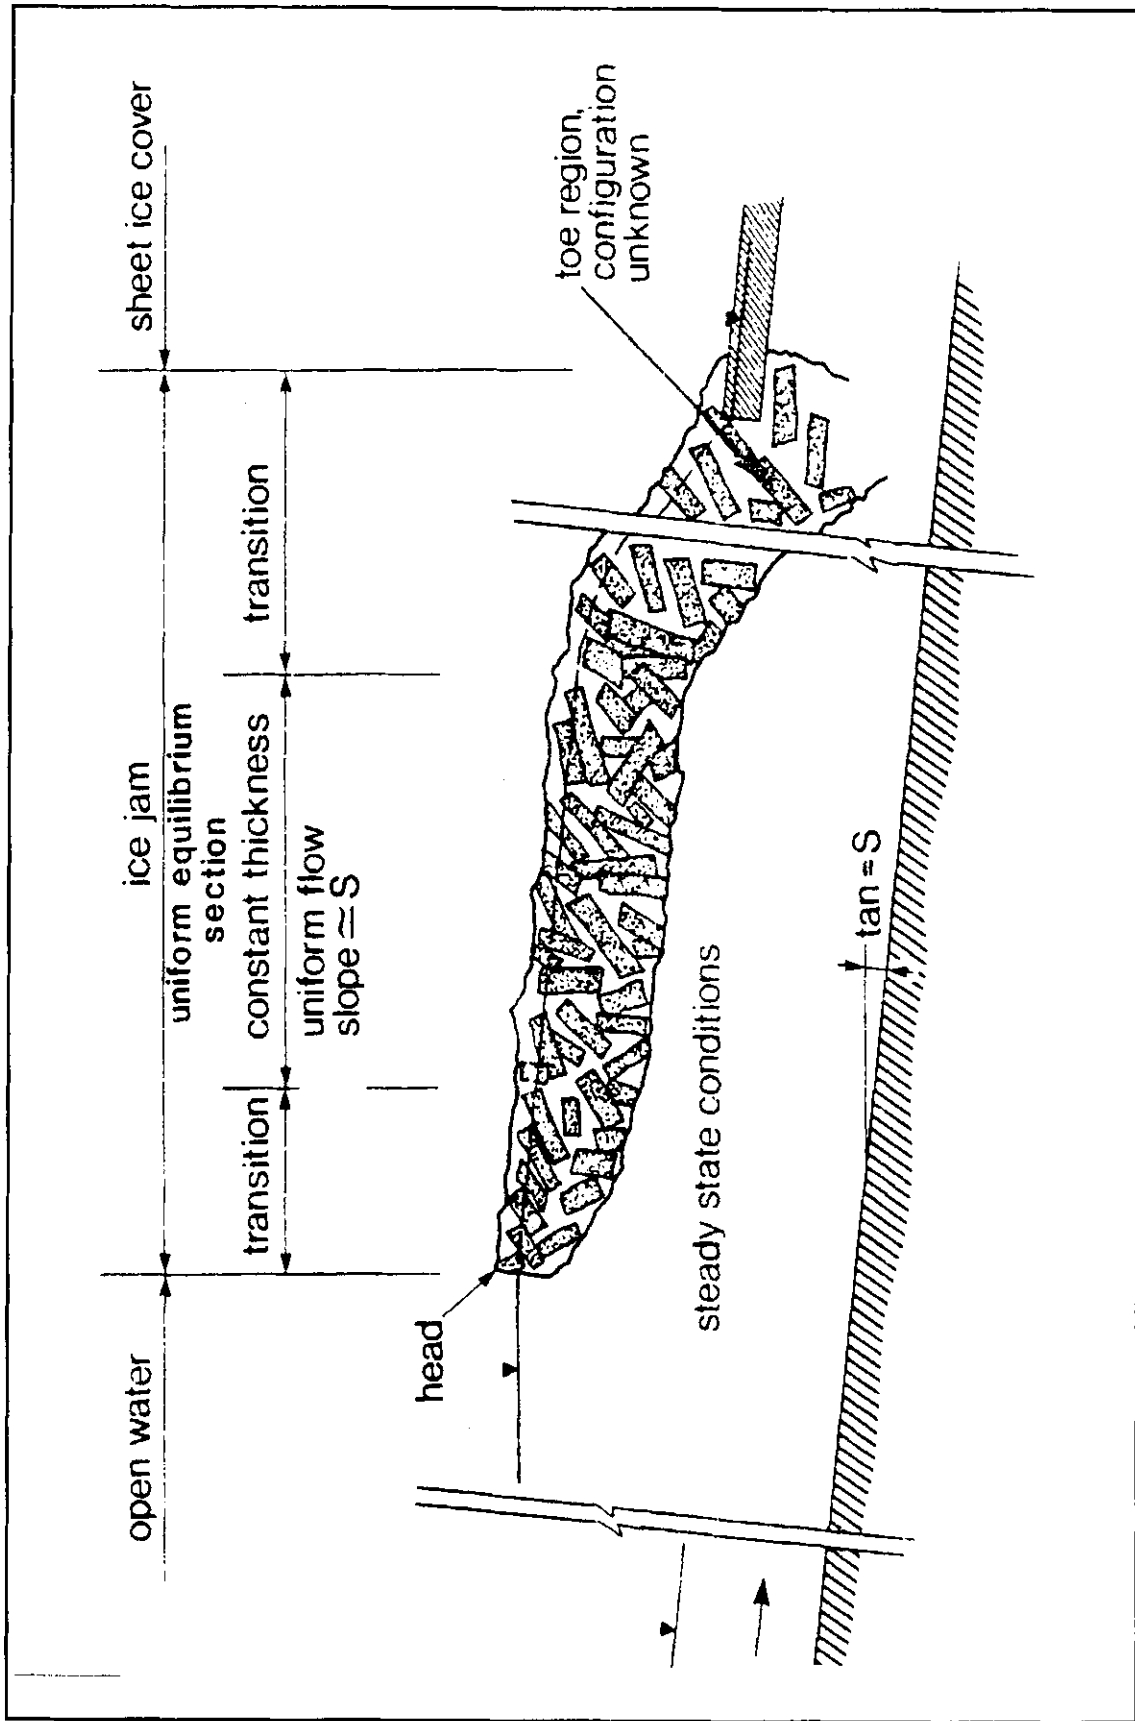 open water
ice jam
sheet ice cover
uniform equilibrium
section
transition
constant thickness
transition
uniform flow
slope ≃ S
head
toe region,
configuration
unknown
steady state conditions
tan = S